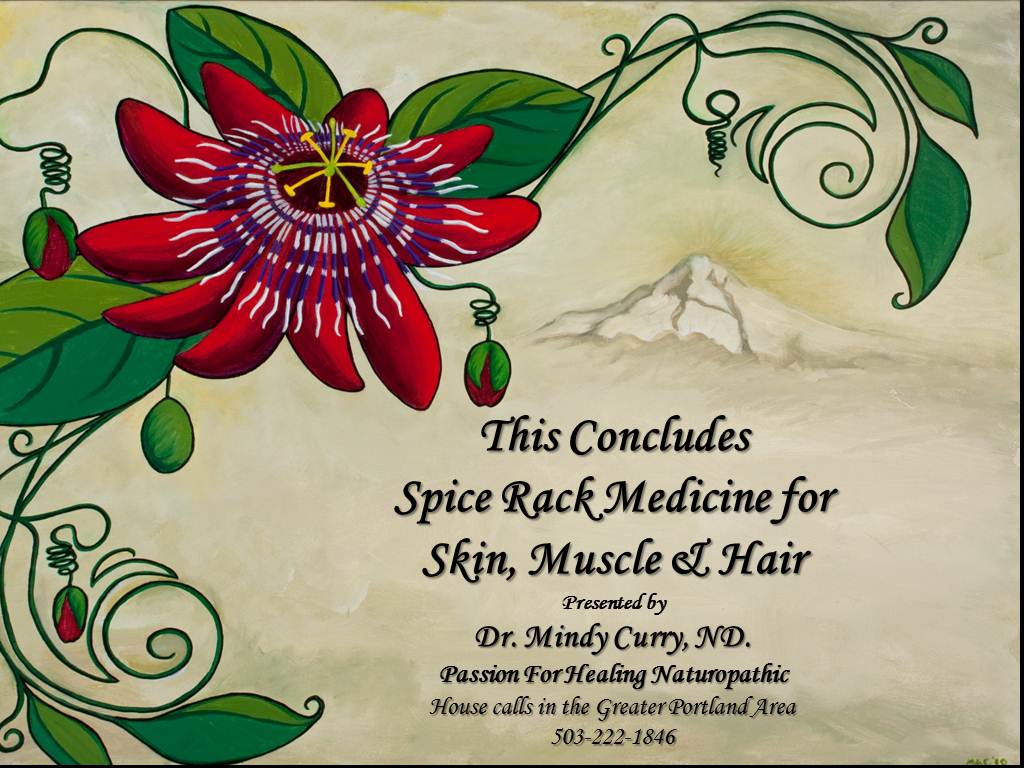 This Concludes
Spice Rack Medicine for
Skin, Muscle & Hair
Presented by
Dr. Mindy Curry, ND.
Passion For Healing Naturopathic
House calls in the Greater Portland Area
503-222-1846